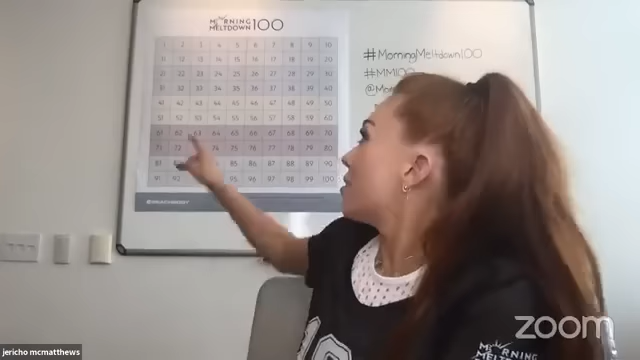 MORNING
MELTDOWN 100
1 2 3 4 5 6 7 8 9 10
11 12 13 14 15 16 17 18 19 20
21 22 23 24 25 26 27 28 29 30
31 32 33 34 35 36 37 38 39 40
41 42 43 44 45 46 47 48 49 50
51 52 53 54 55 56 57 58 59 60
61 62 63 64 65 66 67 68 69 70
71 72 74 75 76 77 78 79 80
81 85 86 87 88 89 90
91 92 95 96 97 98 99 100
BEACHBODY
#MorningMeltdown100
#MM100
MORNING
zoom
jericho mcmatthews